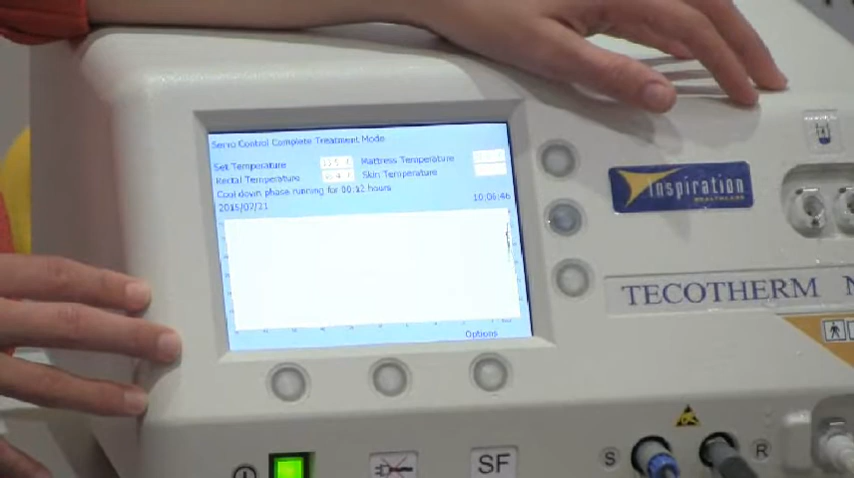 Servo Control Complete Treatment Mode
Set Temperature
Mattress Temperature
Rectal Temperature
Skin Temperature
Cool down phase running for 00:12 hours
2015/07/21
10:06:46
Options
Inspiration
HEALTHCARE
TECOTHERM N
SF
S
R